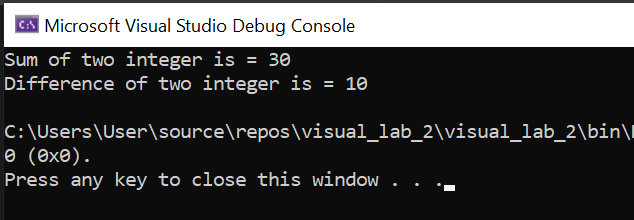 Microsoft Visual Studio Debug Console
Sum of two integer is = 30
Difference of two integer is = 10
C:\Users\User\source\repos\visual_lab_2\visual_lab_2\bin\
0 (0x0).
Press any key to close this window . . .